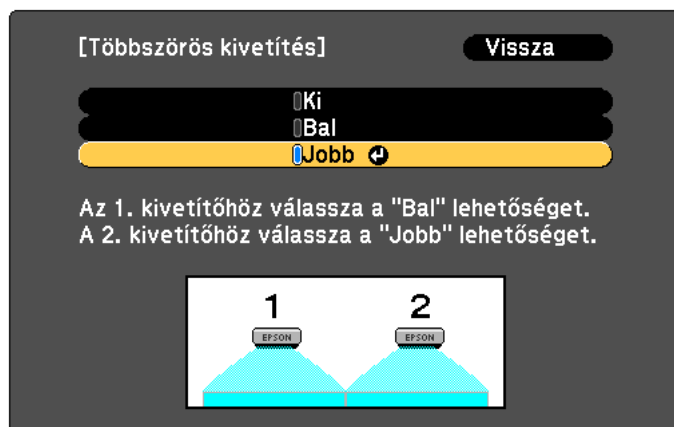 [Többszörös kivetítés] Vissza
Ki
Bal
Jobb
Az 1. kivetítőhöz válassza a "Bal" lehetőséget.
A 2. kivetítőhöz válassza a "Jobb" lehetőséget.
1 2
EPSON EPSON